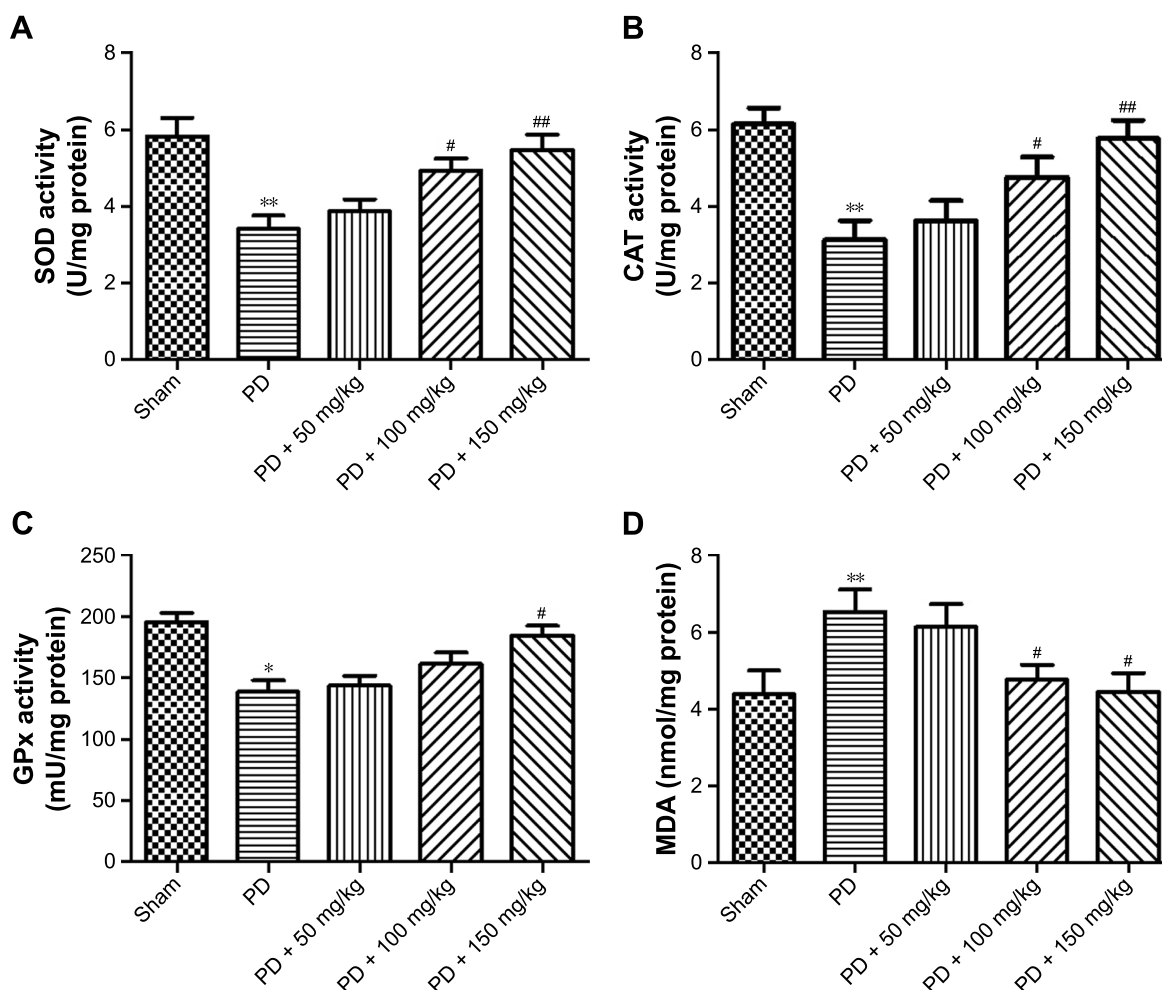 A
SOD activity
(U/mg protein)
8
6
4
2
0
**
#
##
Sham
PD
PD + 50 mg/kg
PD + 100 mg/kg
PD + 150 mg/kg
B
CAT activity
(U/mg protein)
8
6
4
2
0
**
#
##
Sham
PD
PD + 50 mg/kg
PD + 100 mg/kg
PD + 150 mg/kg
C
GPx activity
(mU/mg protein)
250
200
150
100
50
0
*
#
Sham
PD
PD + 50 mg/kg
PD + 100 mg/kg
PD + 150 mg/kg
D
MDA (nmol/mg protein)
8
6
4
2
0
**
#
#
Sham
PD
PD + 50 mg/kg
PD + 100 mg/kg
PD + 150 mg/kg